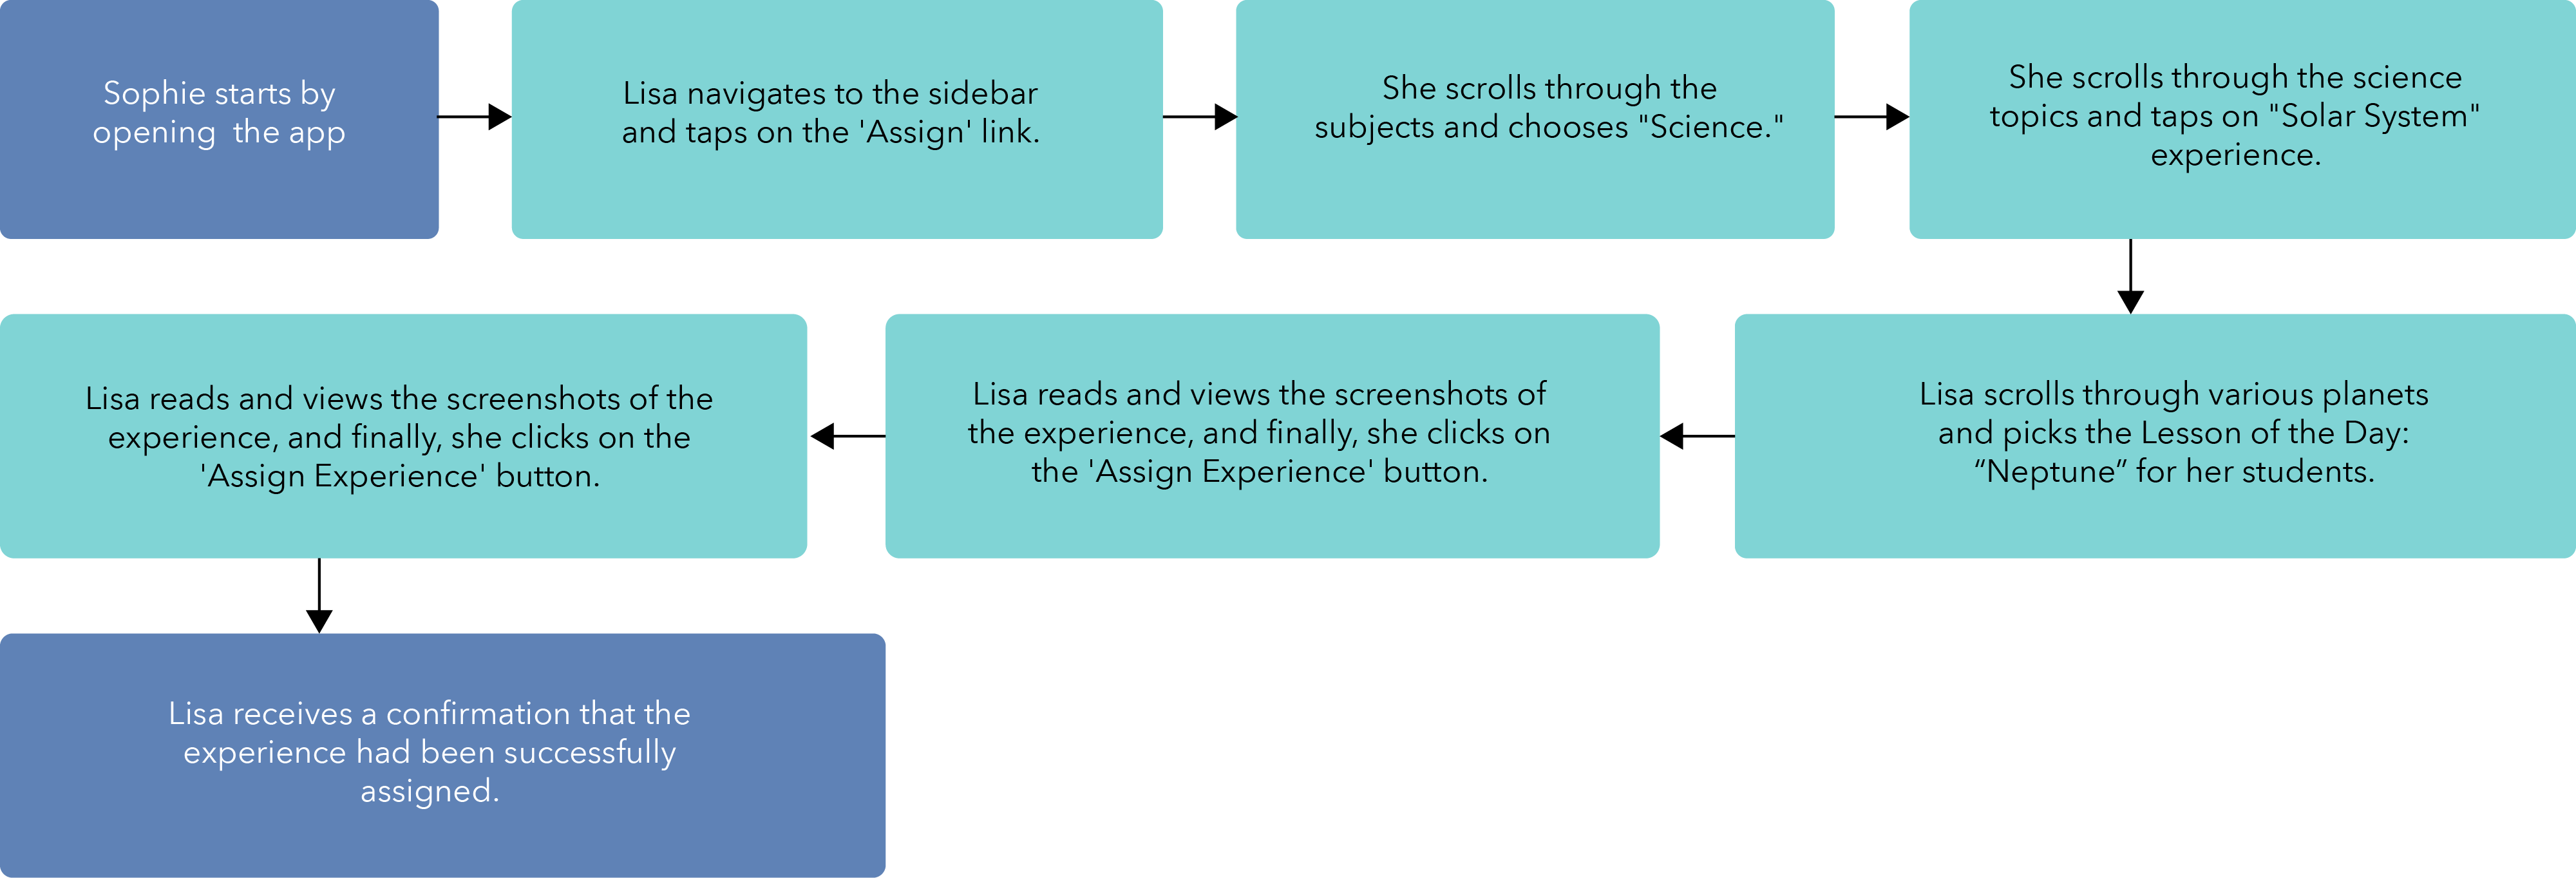 Sophie starts by
opening  the app
Lisa navigates to the sidebar
and taps on the 'Assign' link.
She scrolls through the
subjects and chooses "Science."
She scrolls through the science
topics and taps on "Solar System"
experience.
Lisa scrolls through various planets
and picks the Lesson of the Day:
“Neptune” for her students.
Lisa reads and views the screenshots of
the experience, and finally, she clicks on
the 'Assign Experience' button.
Lisa reads and views the screenshots of the
experience, and finally, she clicks on the
'Assign Experience' button.
Lisa receives a confirmation that the
experience had been successfully
assigned.